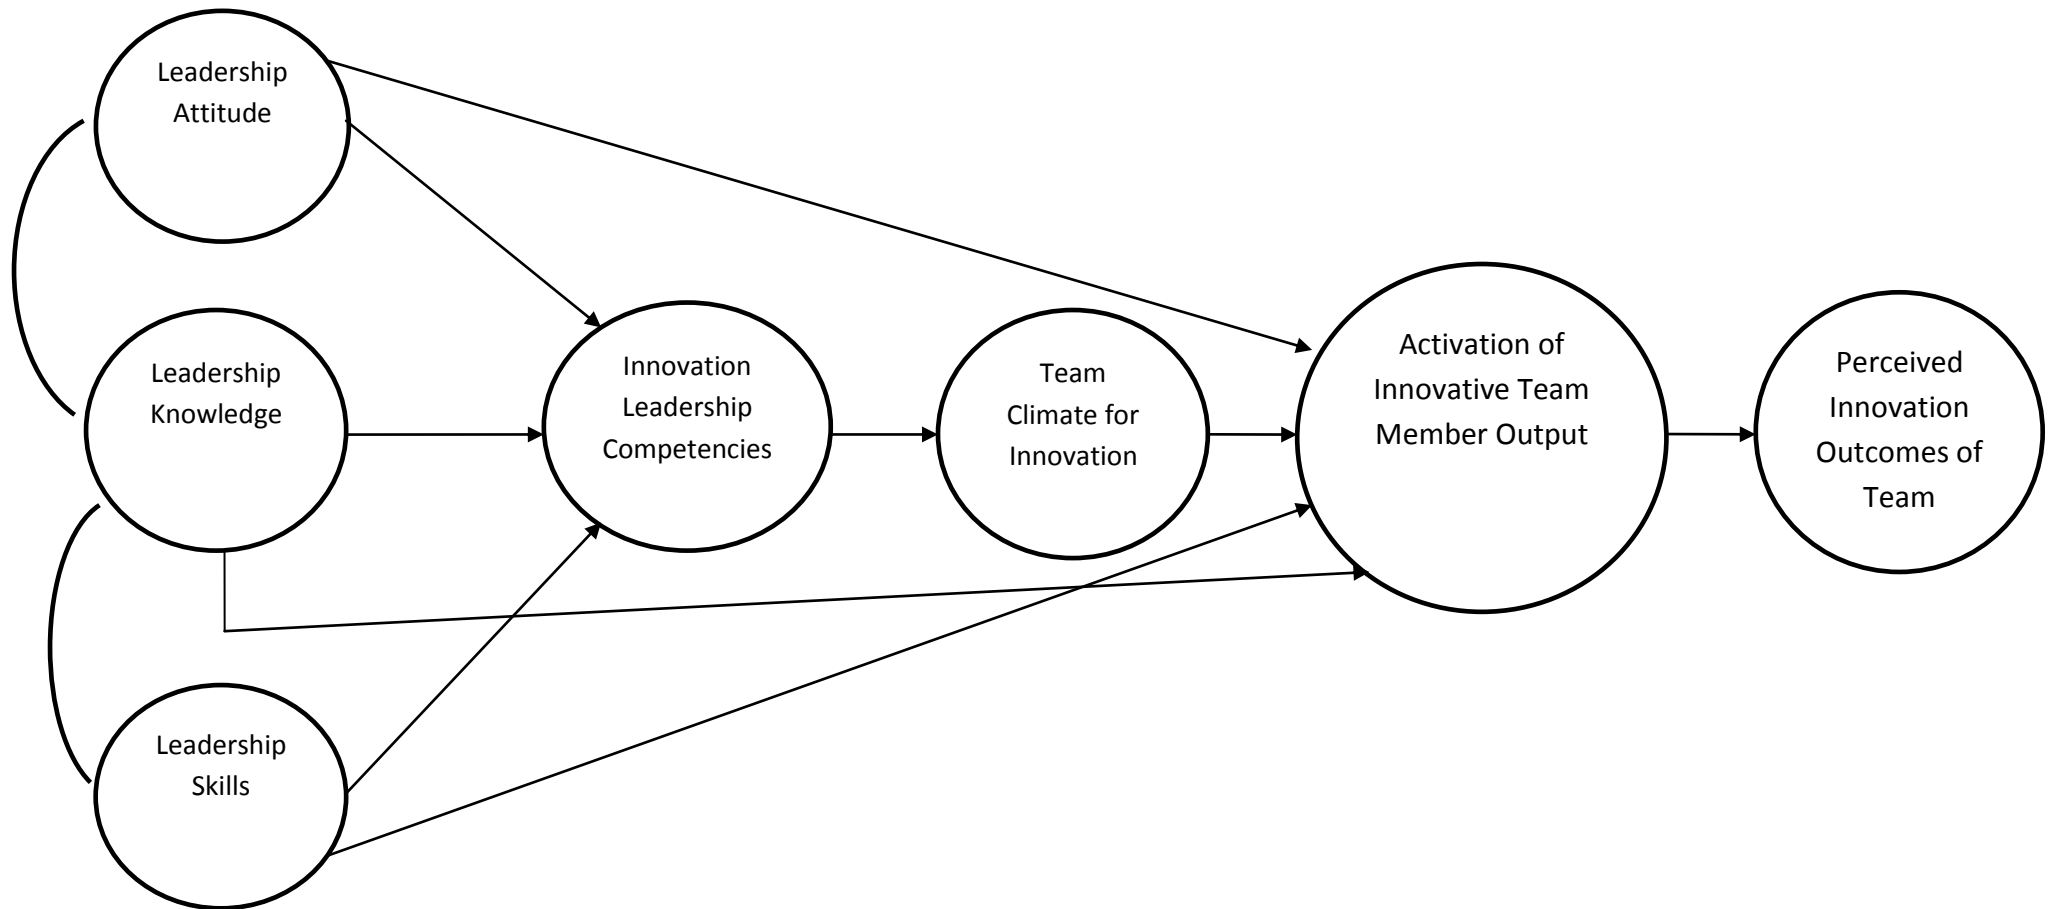 Leadership
Attitude
Leadership
Knowledge
Leadership
Skills
Innovation
Leadership
Competencies
Team
Climate for
Innovation
Activation of
Innovative Team
Member Output
Perceived
Innovation
Outcomes of
Team